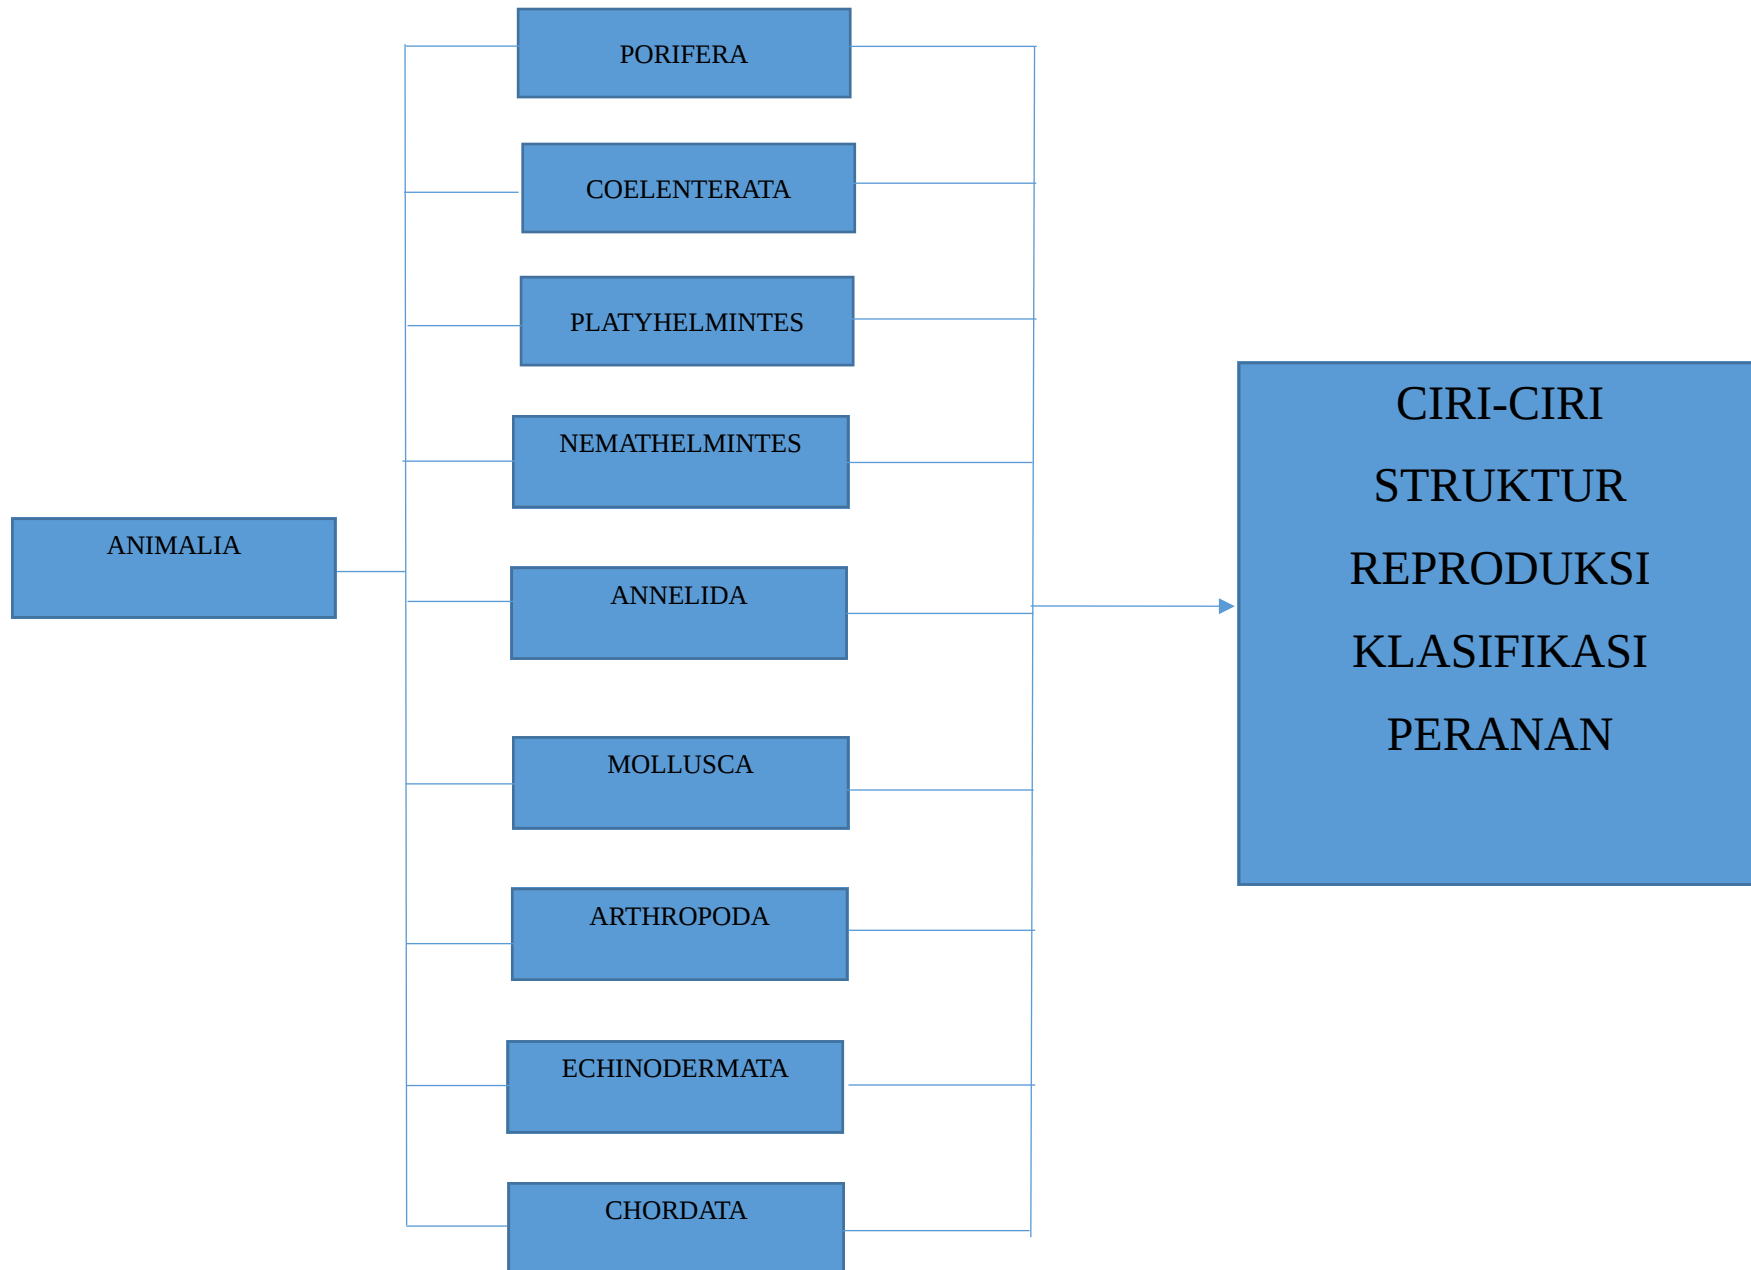 ANIMALIA
PORIFERA
COELENTERATA
PLATYHELMINTES
NEMATHELMINTES
ANNELIDA
MOLLUSCA
ARTHROPODA
ECHINODERMATA
CHORDATA
CIRI-CIRI
STRUKTUR
REPRODUKSI
KLASIFIKASI
PERANAN